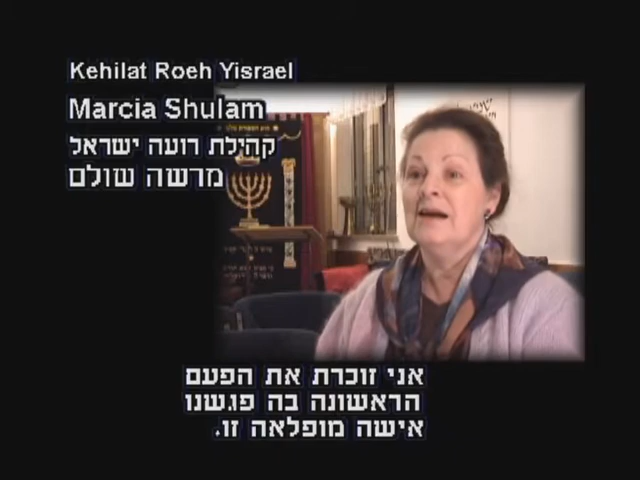 Kehilat Roeh Yisrael
Marcia Shulam
קהילת רועה ישראל
מרשה שולם
אני זוכרת את הפעם
הראשונה בה פגשנו
אישה מופלאה זו.